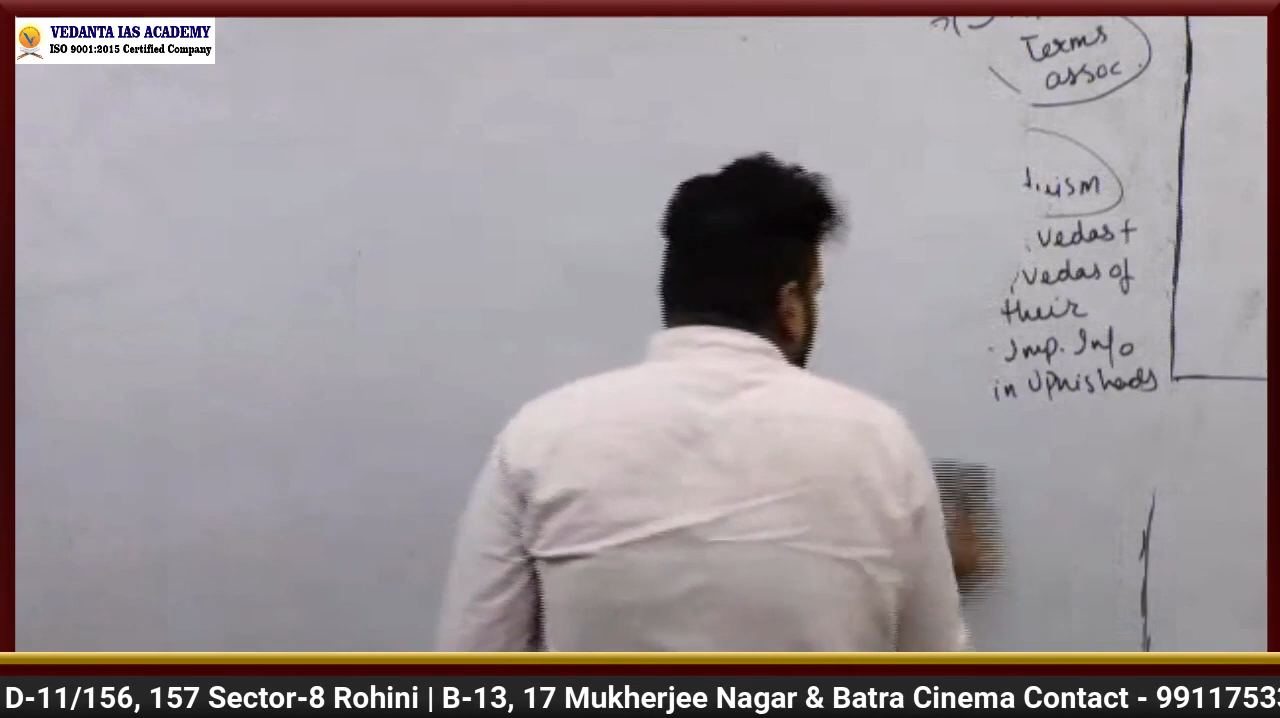 VEDANTA IAS ACADEMY
ISO 9001:2015 Certified Company
Terms
assoc.
Vedas +
Vedas of
their
Imp. Info
in Upnishads
D-11/156, 157 Sector-8 Rohini | B-13, 17 Mukherjee Nagar & Batra Cinema Contact - 99117533